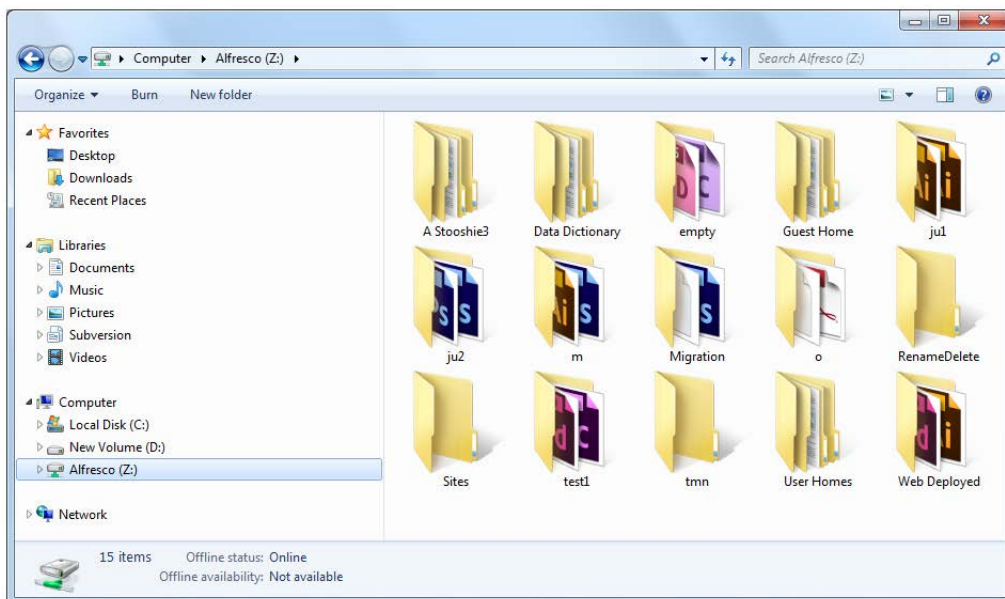 Computer Alfresco (Z:)
Search Alfresco (Z:)
Organize Burn New folder
Favorites
Desktop
Downloads
Recent Places
Libraries
Documents
Music
Pictures
Subversion
Videos
Computer
Local Disk (C:)
New Volume (D:)
Alfresco (Z:)
Network
A Stooshie3 Data Dictionary empty Guest Home ju1
ju2 m Migration o RenameDelete
Sites test1 tmn User Homes Web Deployed
15 items Offline status: Online
Offline availability: Not available